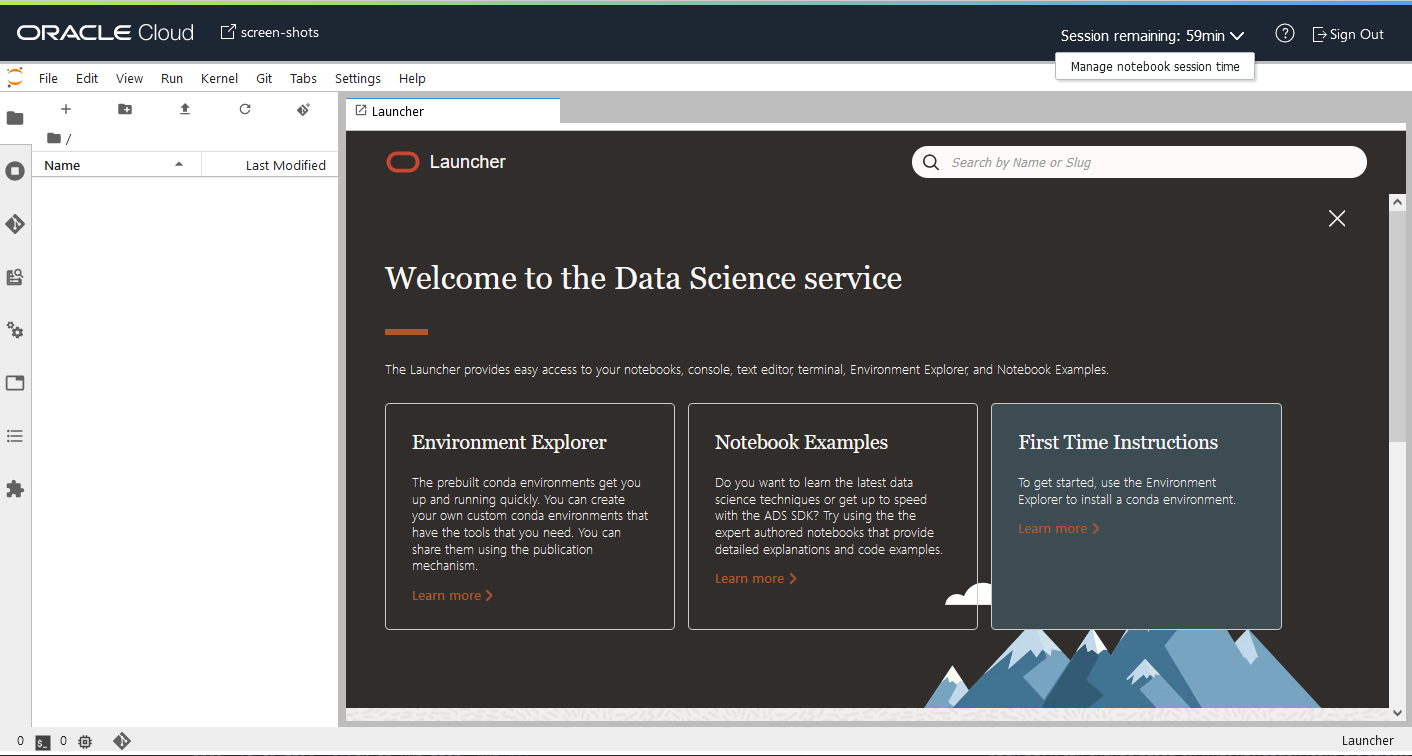 ORACLE Cloud
screen-shots
Session remaining: 59min
Sign Out
Manage notebook session time
File Edit View Run Kernel Git Tabs Settings Help
/
Name
Last Modified
Launcher
Launcher
Search by Name or Slug
Welcome to the Data Science service
The Launcher provides easy access to your notebooks, console, text editor, terminal, Environment Explorer, and Notebook Examples.
Environment Explorer
The prebuilt conda environments get you
up and running quickly. You can create
your own custom conda environments that
have the tools that you need. You can
share them using the publication
mechanism.
Learn more
Notebook Examples
Do you want to learn the latest data
science techniques or get up to speed
with the ADS SDK? Try using the the
expert authored notebooks that provide
detailed explanations and code examples.
Learn more
First Time Instructions
To get started, use the Environment
Explorer to install a conda environment.
Learn more
0 $_ 0
Launcher